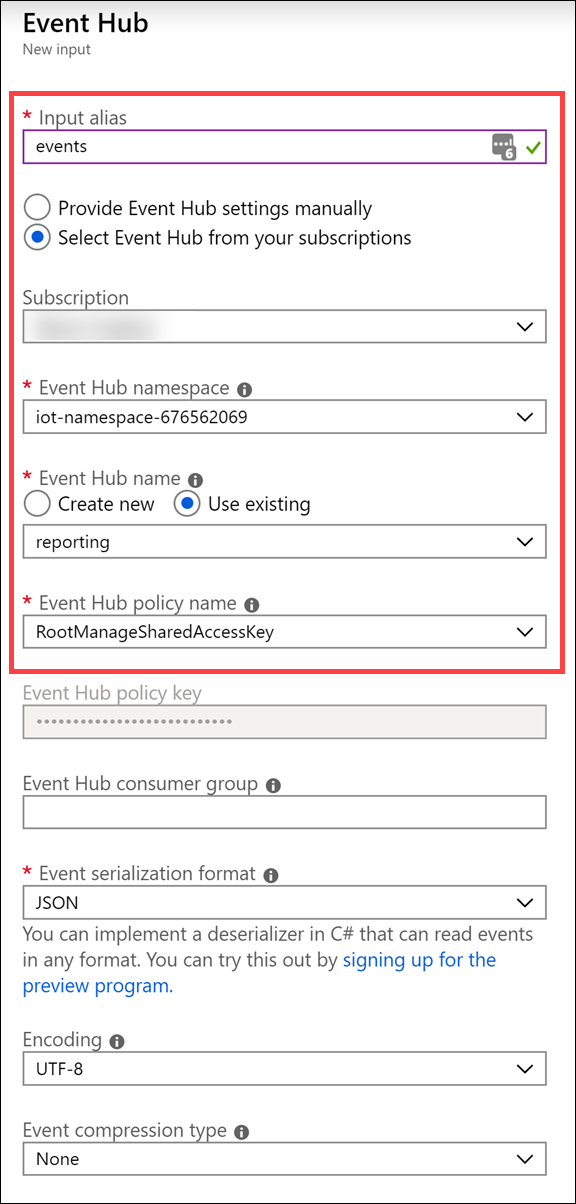 Event Hub
New input
* Input alias
events
6
Provide Event Hub settings manually
Select Event Hub from your subscriptions
Subscription
* Event Hub namespace
iot-namespace-676562069
* Event Hub name
Create new Use existing
reporting
* Event Hub policy name
RootManageSharedAccessKey
Event Hub policy key
•••••••••••••••••••••••••••
Event Hub consumer group
* Event serialization format
JSON
You can implement a deserializer in C# that can read events
in any format. You can try this out by signing up for the
preview program.
Encoding
UTF-8
Event compression type
None